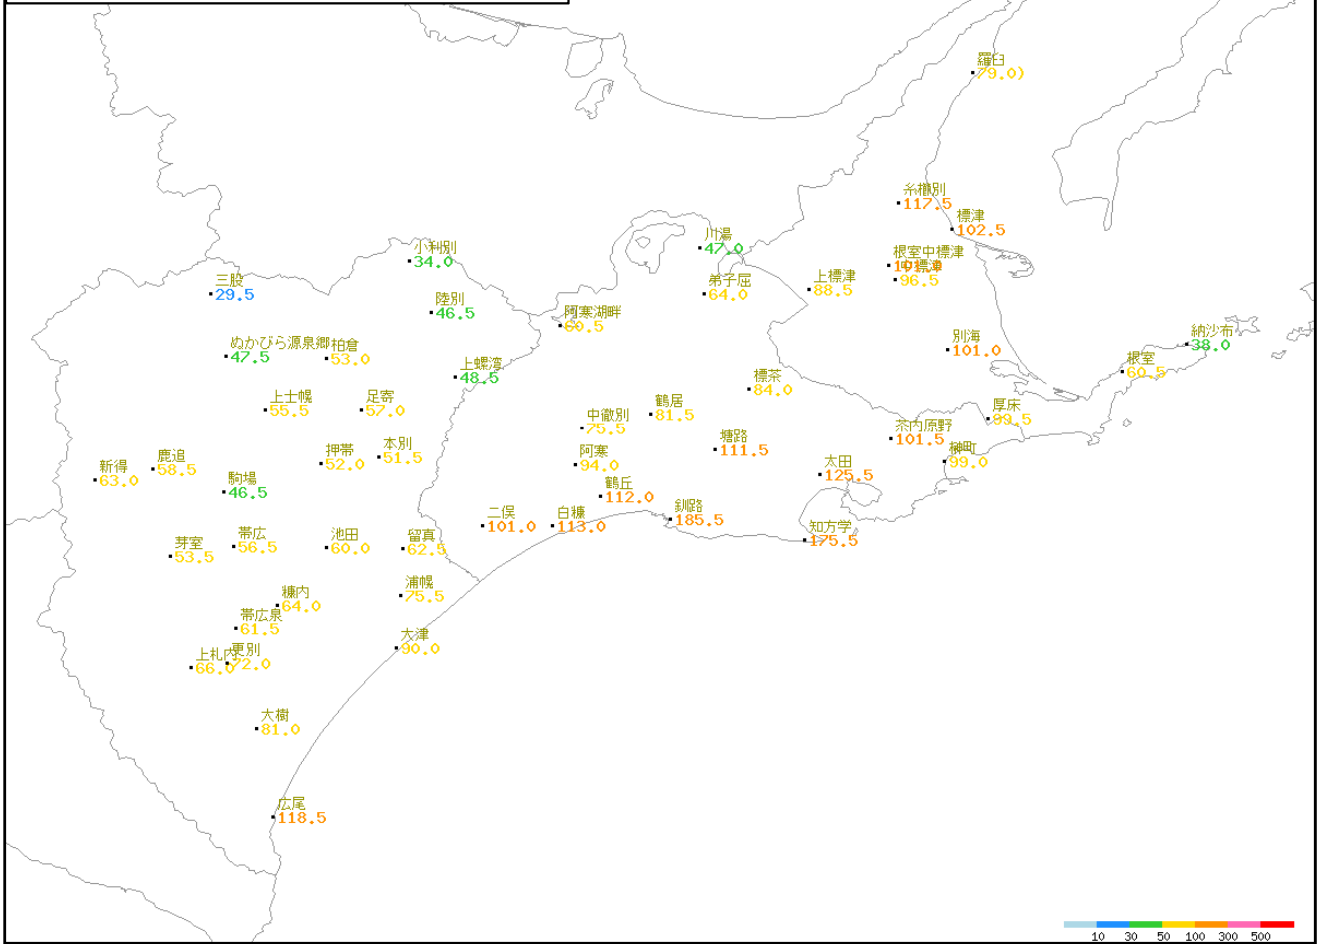 羅臼
79.0)
糸櫛別
117.5
標津
102.5
川湯
47.0
小利別
34.0
根室中標津
中標津
96.5
三股
29.5
弟子屈
64.0
上標津
88.5
陸別
46.5
阿寒湖畔
60.5
納沙布
38.0
ぬかびら源泉郷
47.5
柏倉
53.0
別海
101.0
根室
60.5
上螺湾
48.5
標茶
84.0
上士幌
55.5
足寄
57.0
鶴居
81.5
厚床
99.5
中徹別
75.5
茶内原野
101.5
塘路
111.5
本別
51.5
押帯
52.0
鹿追
58.5
新得
63.0
阿寒
94.0
榊町
99.0
太田
125.5
駒場
46.5
鶴丘
112.0
釧路
185.5
二俣
101.0
白糠
113.0
知方学
175.5
帯広
56.5
芽室
53.5
池田
60.0
留真
62.5
浦幌
75.5
糠内
64.0
帯広泉
61.5
大津
90.0
更別
72.0
上札内
66.0
大樹
81.0
広尾
118.5
10 30 50 100 300 500